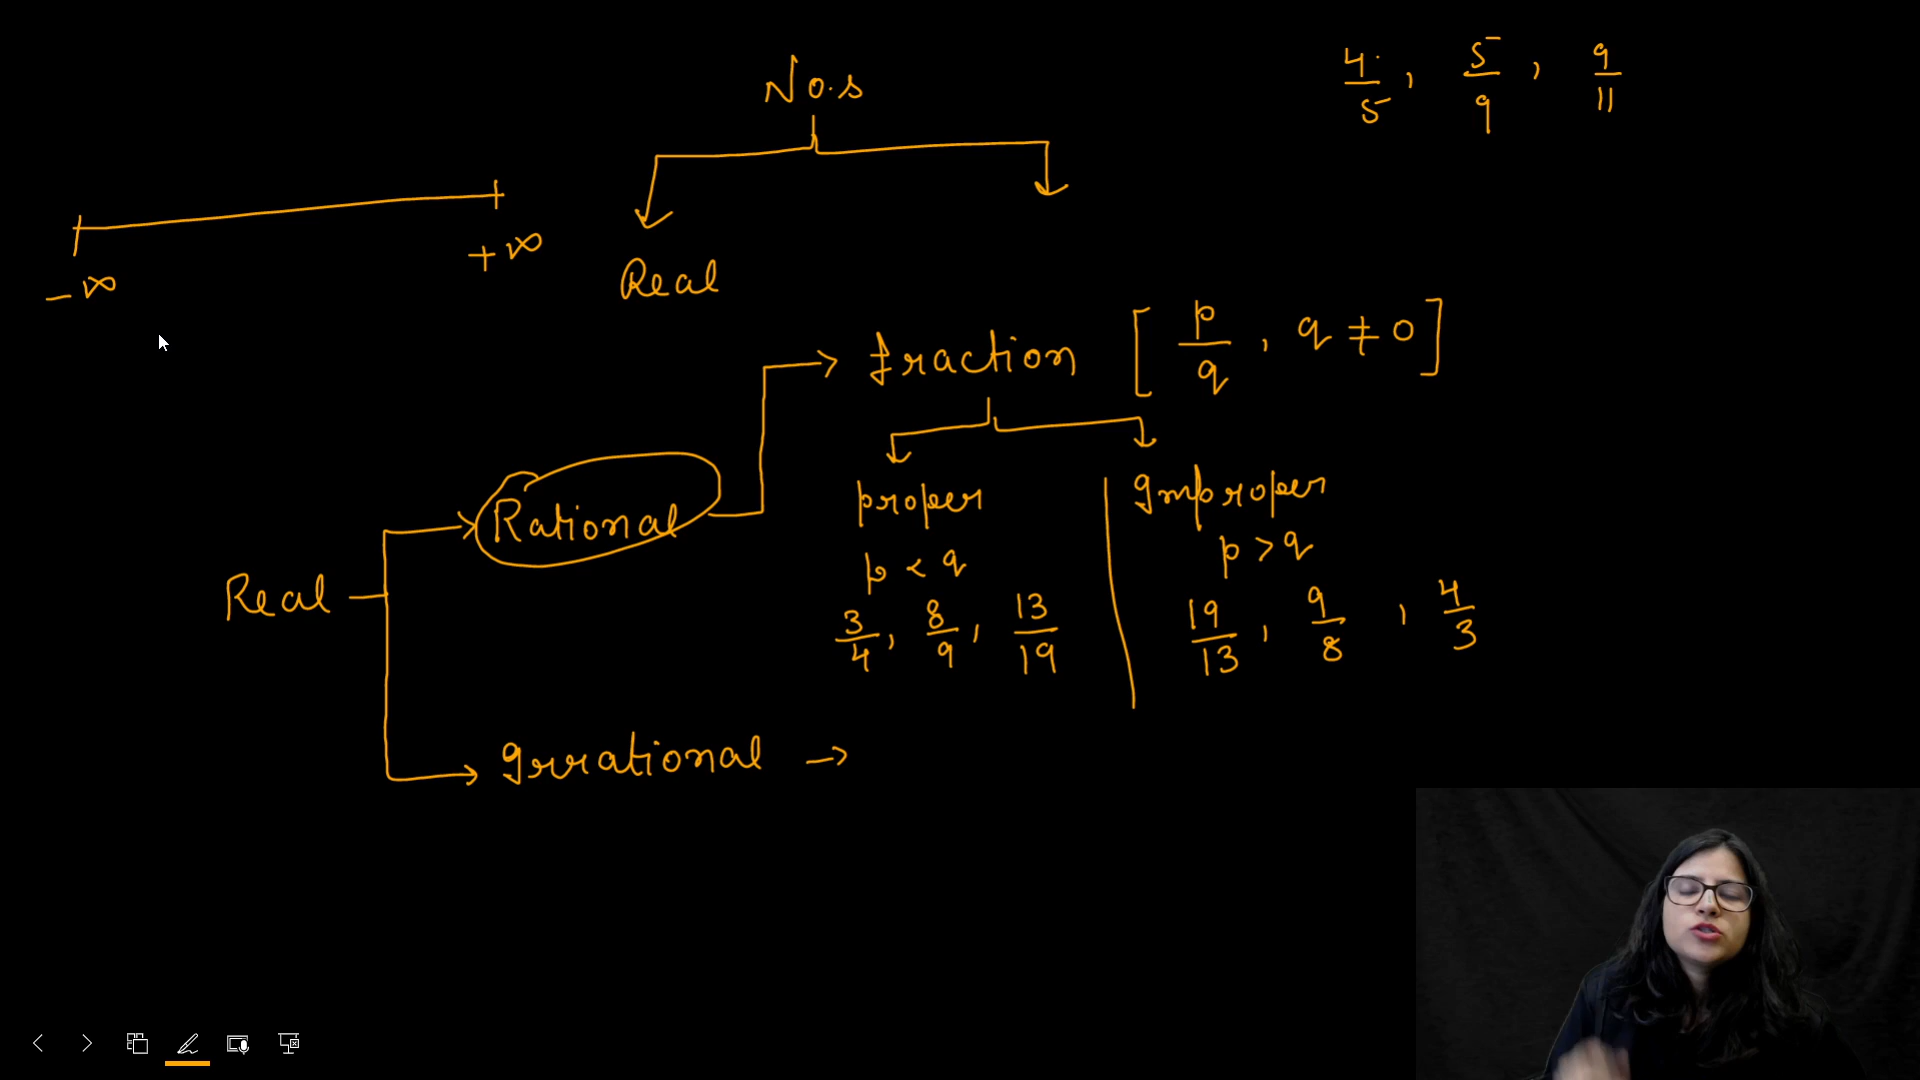 No.s
4/5, 5/9, 9/11
-∞ +∞
Real
fraction [p/q, q ≠ 0]
proper
Improper
p < q
p > q
3/4, 8/9, 13/19
19/13, 9/8, 4/3
Rational
Real
Irrational →